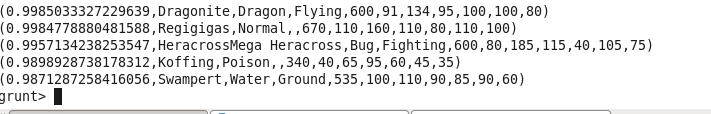 (0.9985033327229639,Dragonite,Dragon,Flying,600,91,134,95,100,100,80)
(0.9984778880481588,Regigigas,Normal,,670,110,160,110,80,110,100)
(0.9957134238253547,HeracrossMega Heracross,Bug,Fighting,600,80,185,115,40,105,75)
(0.9898928738178312,Koffing,Poison,,340,40,65,95,60,45,35)
(0.9871287258416056,Swampert,Water,Ground,535,100,110,90,85,90,60)
grunt>